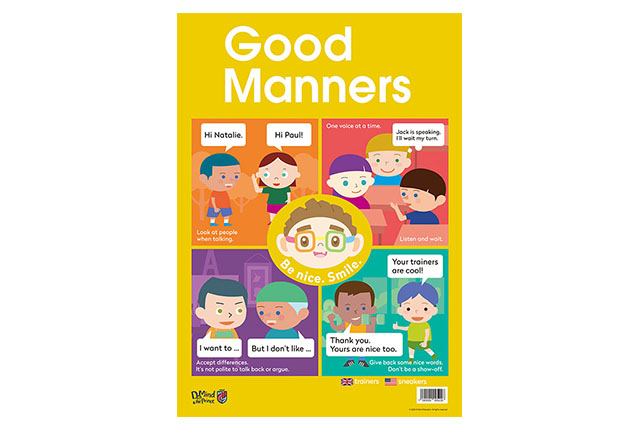 Good
Manners
Hi Natalie.
Hi Paul!
Look at people
when talking.
One voice at a time.
Jack is speaking.
I'll wait my turn.
Listen and wait.
Be nice. Smile.
I want to ...
But I don't like ...
Accept differences.
It's not polite to talk back or argue.
Your trainers
are cool!
Thank you.
Yours are nice too.
Give back some nice words.
Don't be a show-off.
trainers
sneakers
DrMind
& the Prince